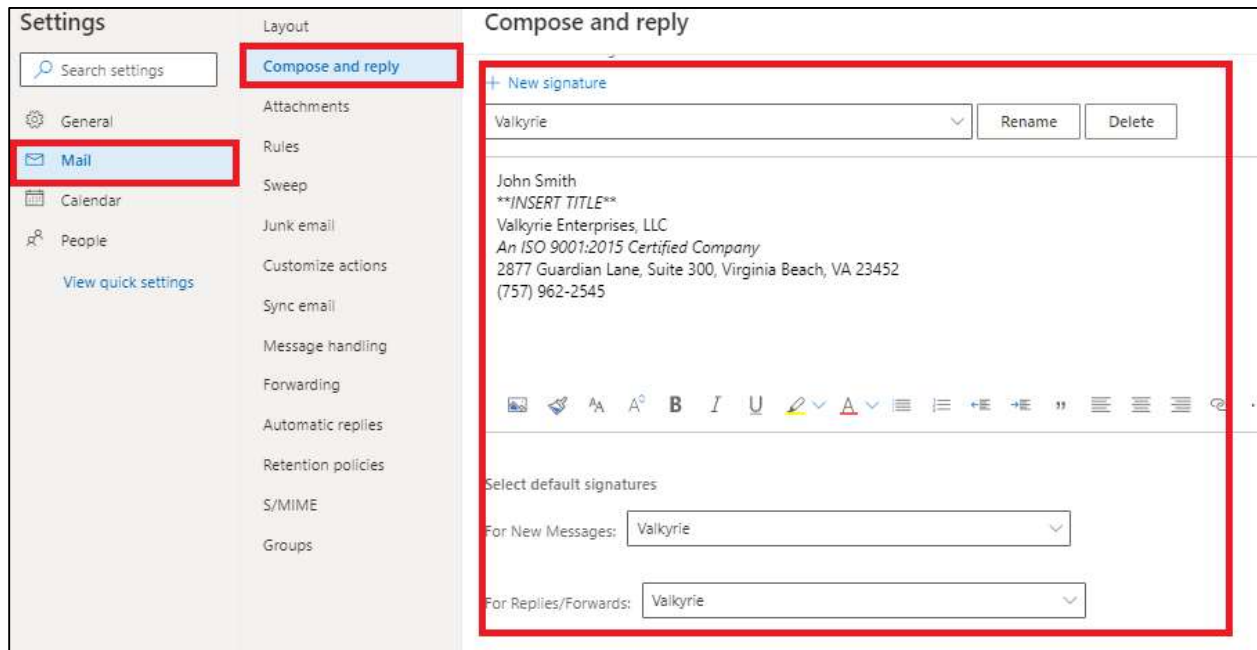 Settings
Search settings
General
Mail
Calendar
People
View quick settings
Layout
Compose and reply
Attachments
Rules
Sweep
Junk email
Customize actions
Sync email
Message handling
Forwarding
Automatic replies
Retention policies
S/MIME
Groups
Compose and reply
+ New signature
Valkyrie
Rename
Delete
John Smith
**INSERT TITLE**
Valkyrie Enterprises, LLC
An ISO 9001:2015 Certified Company
2877 Guardian Lane, Suite 300, Virginia Beach, VA 23452
(757) 962-2545
Select default signatures
For New Messages: Valkyrie
For Replies/Forwards: Valkyrie